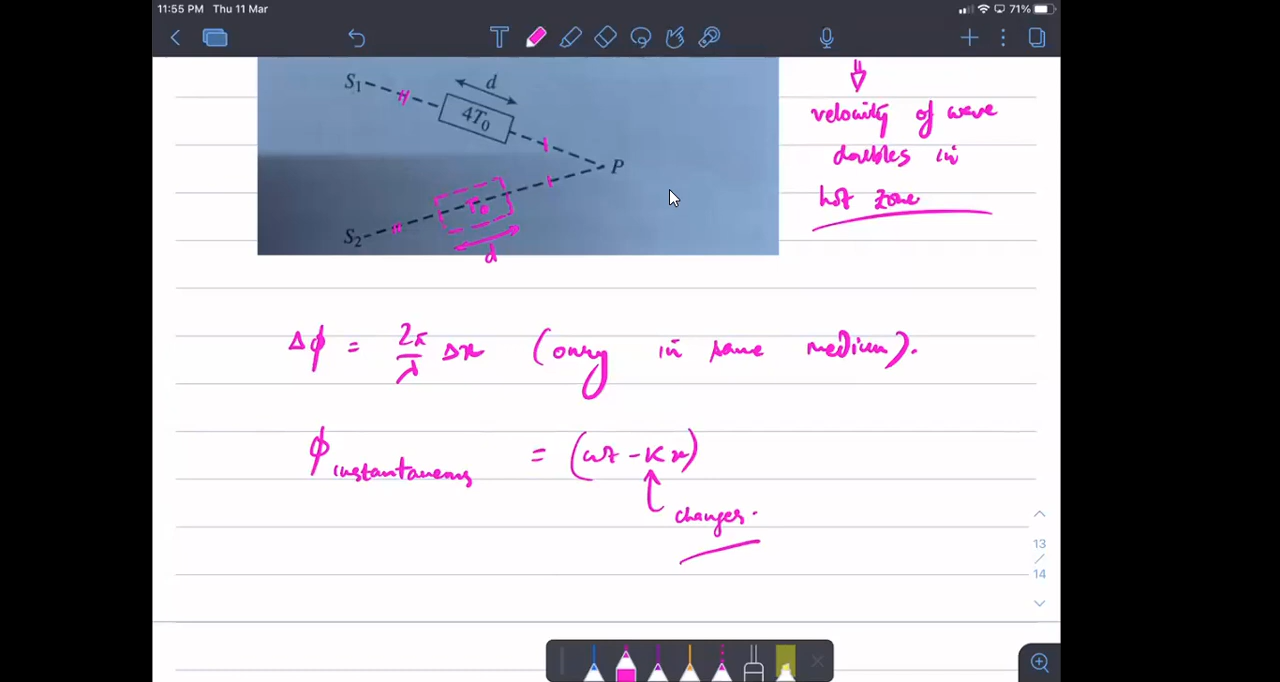 11:55 PM Thu 11 Mar
71%
S₁
d
4T₀
P
T₀
S₂
d
velocity of wave
doubles in
hot zone
Δϕ = 2π/λ Δx (only in same medium).
ϕ instantaneous = (ωt - Kx)
changes.
13
/
14